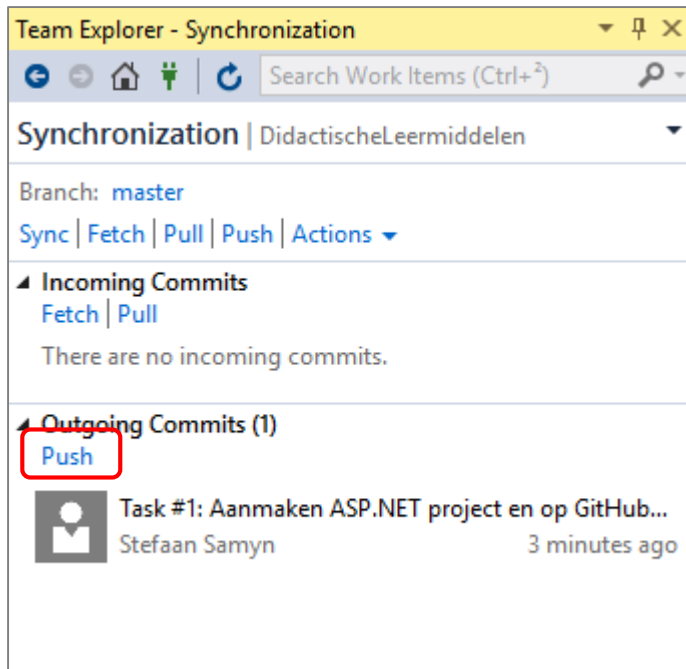 Team Explorer - Synchronization
Search Work Items (Ctrl+²)
Synchronization | DidactischeLeermiddelen
Branch: master
Sync | Fetch | Pull | Push | Actions
Incoming Commits
Fetch | Pull
There are no incoming commits.
Outgoing Commits (1)
Push
Task #1: Aanmaken ASP.NET project en op GitHub...
Stefaan Samyn 3 minutes ago